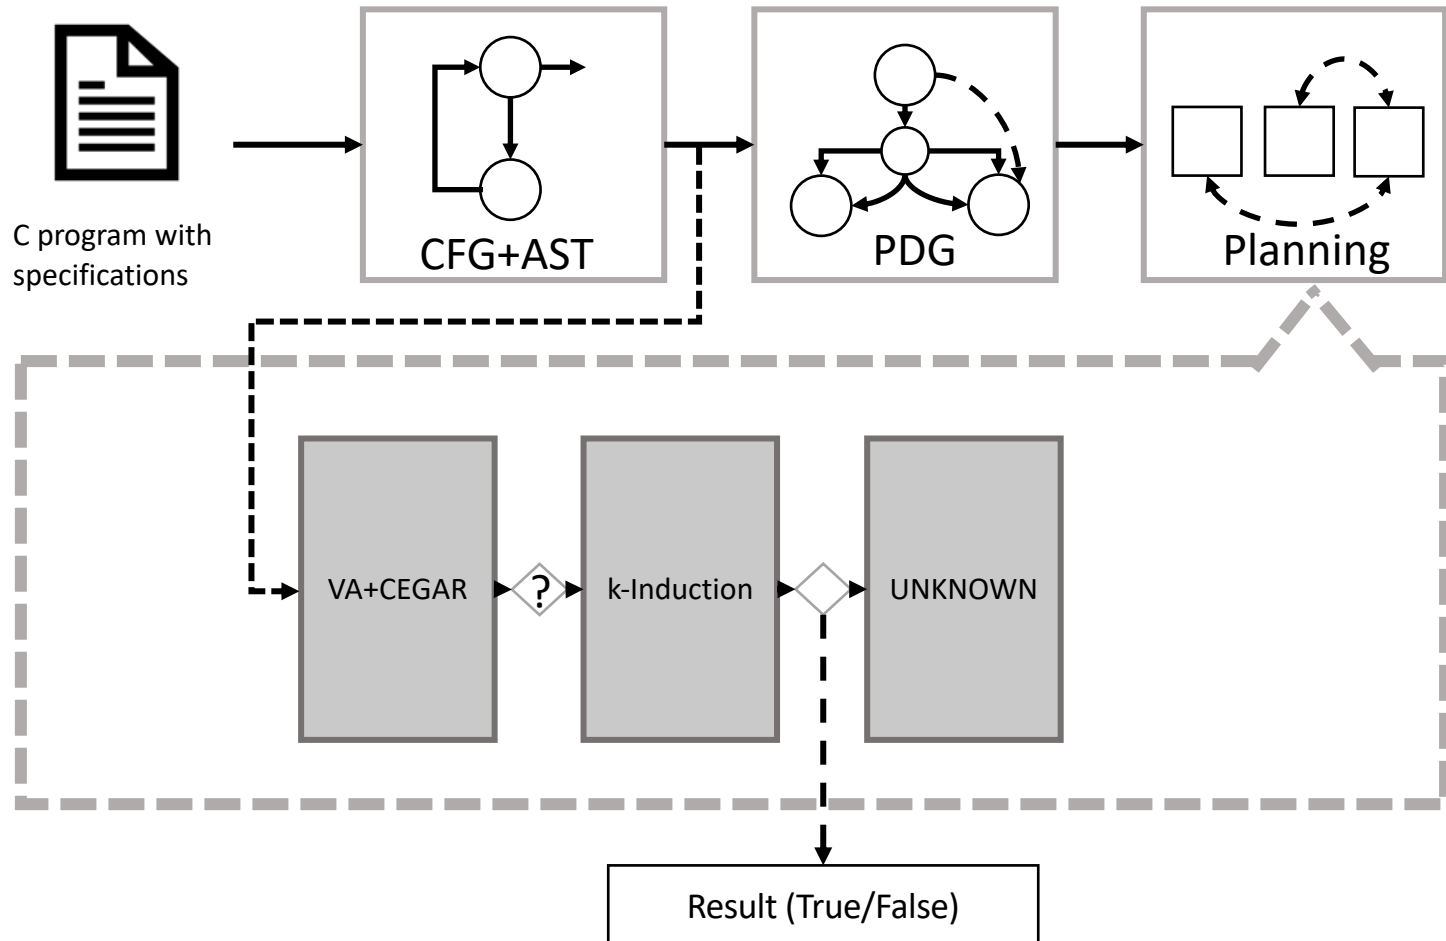 C program with
specifications
CFG+AST
PDG
Planning
VA+CEGAR
?
k-Induction
UNKNOWN
Result (True/False)